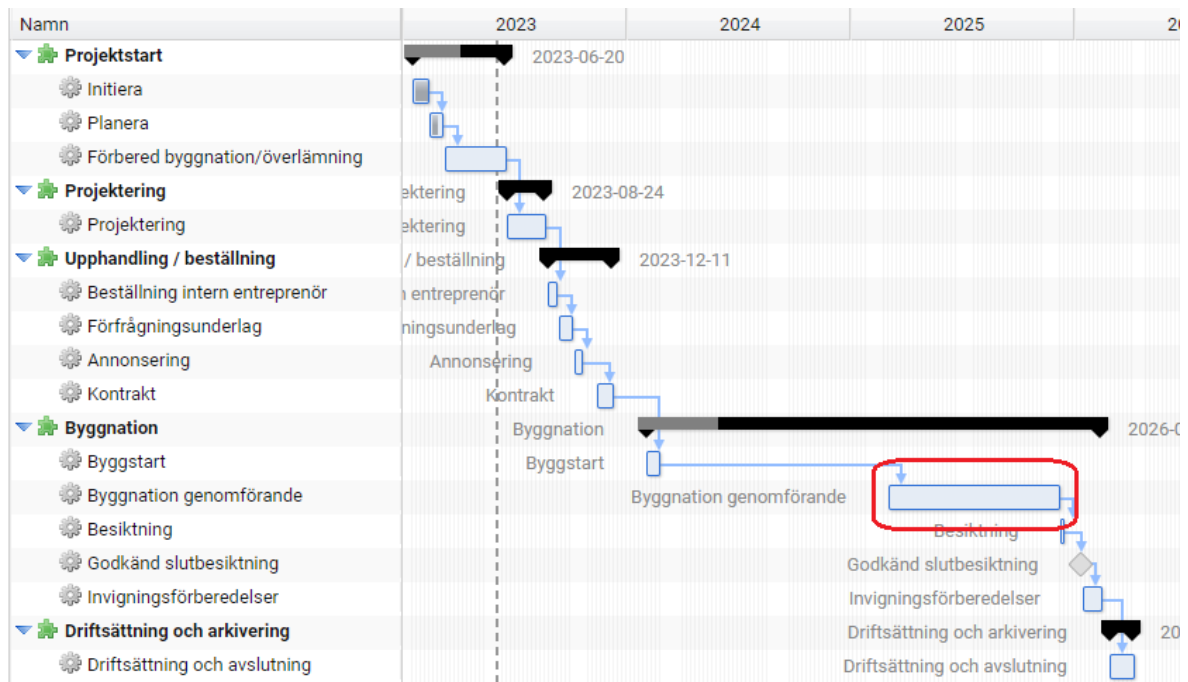 Namn 2023 2024 2025
Projektstart 2023-06-20
Initiera
Planera
Förbered byggnation/överlämning
Projektering ektering 2023-08-24
Projektering ektering
Upphandling / beställning / beställning 2023-12-11
Beställning intern entreprenör entreprenör
Förfrågningsunderlag ningsunderlag
Annonsering Annonsering
Kontrakt Kontrakt
Byggnation Byggnation 2026-0
Byggstart Byggstart
Byggnation genomförande Byggnation genomförande
Besiktning Besiktning
Godkänd slutbesiktning Godkänd slutbesiktning
Invigningsförberedelser Invigningsförberedelser
Driftsättning och arkivering Driftsättning och arkivering 20
Driftsättning och avslutning Driftsättning och avslutning